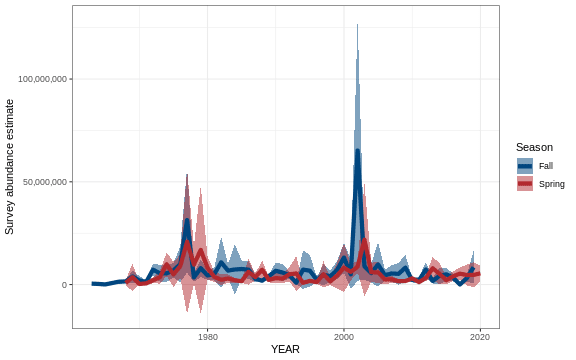 Survey abundance estimate
100,000,000
50,000,000
0
1980
2000
2020
YEAR
Season
Fall
Spring